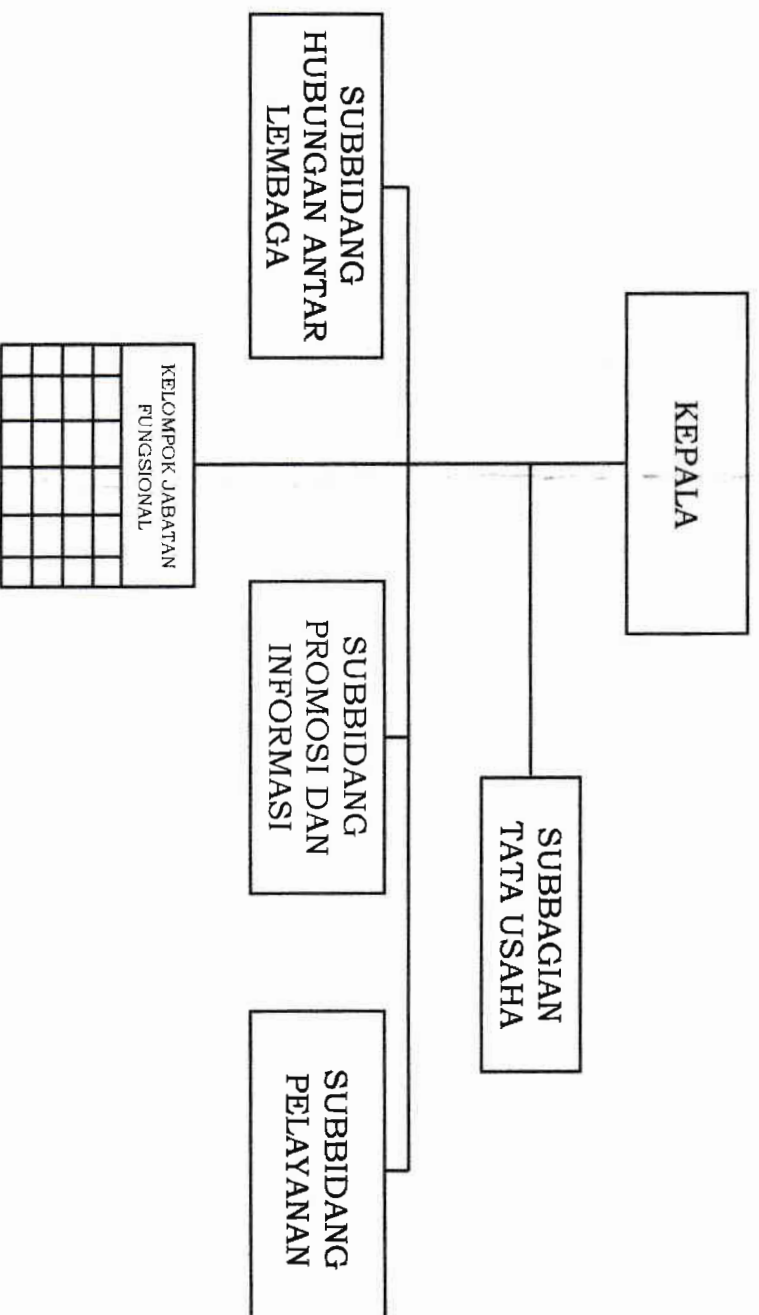 KEPALA
SUBBAGIAN
TATA USAHA
SUBBIDANG
HUBUNGAN ANTAR
LEMBAGA
SUBBIDANG
PROMOSI DAN
INFORMASI
SUBBIDANG
PELAYANAN
KELOMPOK JABATAN
FUNGSIONAL